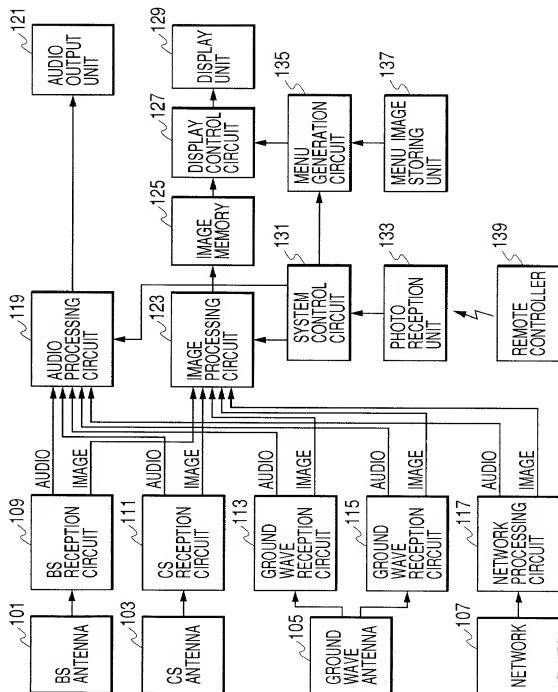 101
BS
ANTENNA
109
BS
RECEPTION
CIRCUIT
AUDIO
IMAGE
103
CS
ANTENNA
111
CS
RECEPTION
CIRCUIT
AUDIO
IMAGE
105
GROUND
WAVE
ANTENNA
113
GROUND
WAVE
RECEPTION
CIRCUIT
AUDIO
IMAGE
115
GROUND
WAVE
RECEPTION
CIRCUIT
AUDIO
IMAGE
107
NETWORK
117
NETWORK
PROCESSING
CIRCUIT
AUDIO
IMAGE
119
AUDIO
PROCESSING
CIRCUIT
121
AUDIO
OUTPUT
UNIT
123
IMAGE
PROCESSING
CIRCUIT
125
IMAGE
MEMORY
127
DISPLAY
CONTROL
CIRCUIT
129
DISPLAY
UNIT
131
SYSTEM
CONTROL
CIRCUIT
135
MENU
GENERATION
CIRCUIT
133
PHOTO
RECEPTION
UNIT
137
MENU IMAGE
STORING
UNIT
139
REMOTE
CONTROLLER